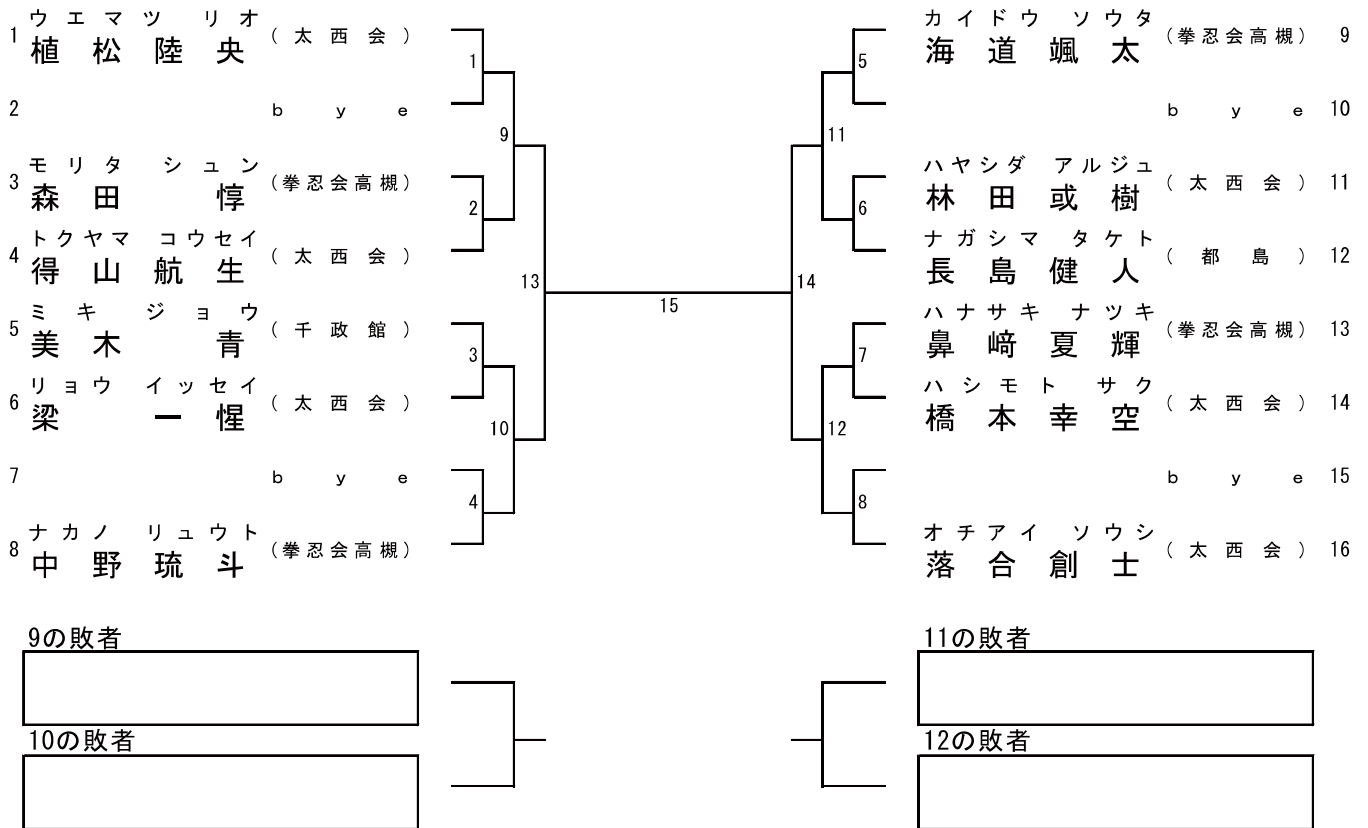 ウエマツ リオ
1 植松陸央 (太西会)
1
2 bye
9
モリタ シュン
3 森田 惇 (拳忍会高槻)
2
トクヤマ コウセイ
4 得山航生 (太西会)
13
ミキ ジョウ
5 美木 青 (千政館)
3
リョウ イッセイ
6 梁 一惺 (太西会)
10
7 bye
4
ナカノ リュウト
8 中野琉斗 (拳忍会高槻)
15
カイドウ ソウタ
海道颯太 (拳忍会高槻) 9
5
bye 10
11
ハヤシダ アルジュ
林田或樹 (太西会) 11
6
ナガシマ タケト
長島健人 (都島) 12
14
ハナサキ ナツキ
鼻﨑夏輝 (拳忍会高槻) 13
7
ハシモト サク
橋本幸空 (太西会) 14
12
bye 15
8
オチアイ ソウシ
落合創士 (太西会) 16
9の敗者
10の敗者
11の敗者
12の敗者